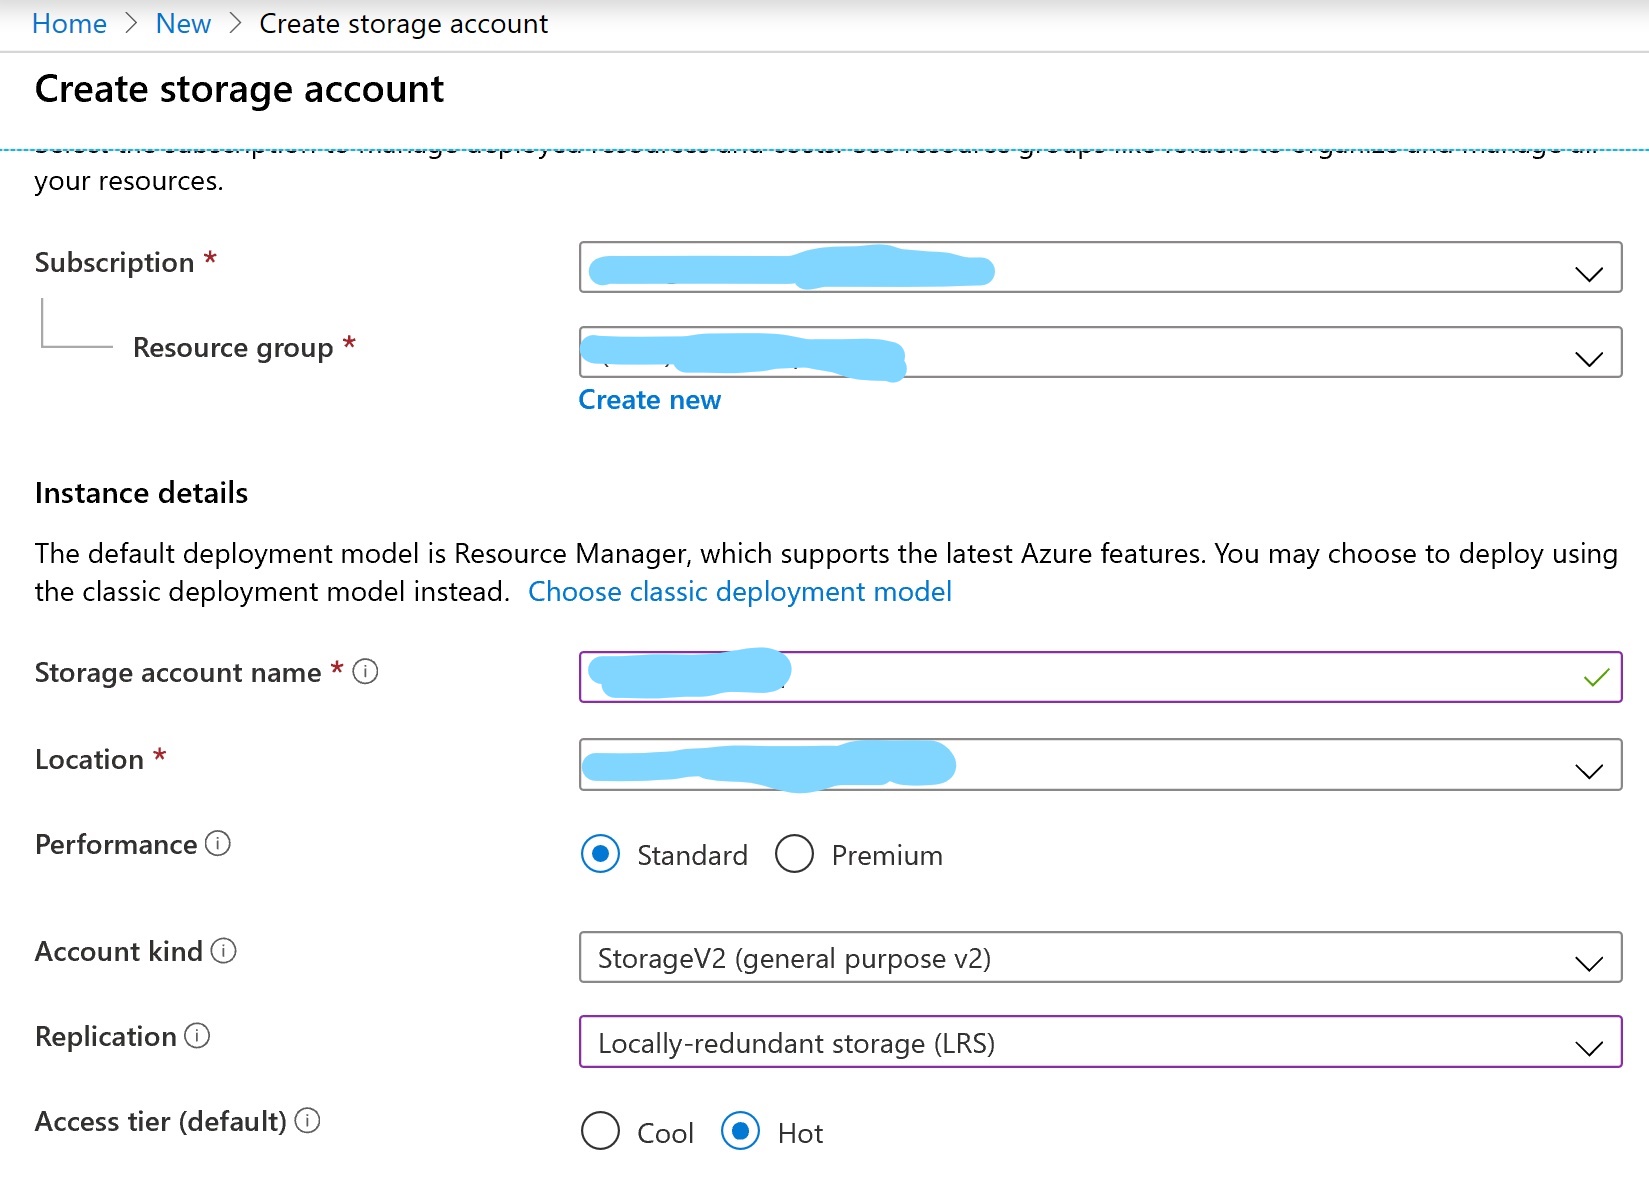 Home > New > Create storage account
Create storage account
your resources.
Subscription *
Resource group *
Create new
Instance details
The default deployment model is Resource Manager, which supports the latest Azure features. You may choose to deploy using
the classic deployment model instead. Choose classic deployment model
Storage account name *
Location *
Performance
Standard
Premium
Account kind
StorageV2 (general purpose v2)
Replication
Locally-redundant storage (LRS)
Access tier (default)
Cool
Hot